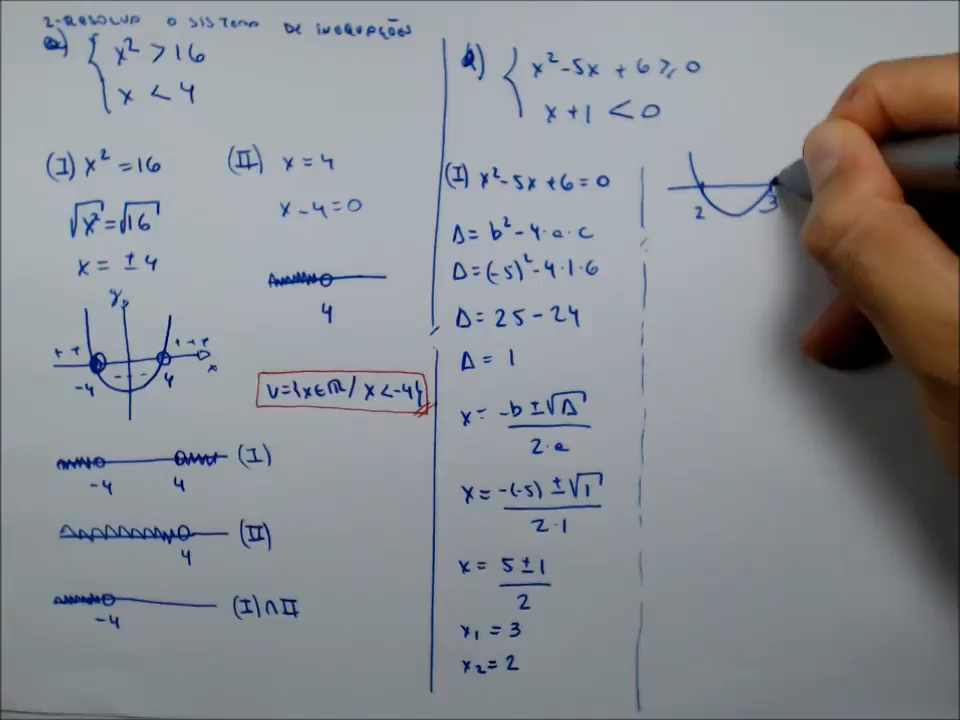 2-RESOLVA O SISTEMA DE INEQUAÇÕES
a) { x² > 16
x < 4
(I) x² = 16
√x² = √16
x = ± 4
y
+ + - - - + + +
-4 4 x
-4 4 (I)
4 (II)
-4 (I)∩II
(II) x = 4
x - 4 = 0
4
V = {x ∈ ℝ / x < -4}
{ x² - 5x + 6 ≥ 0
x + 1 < 0
(I) x² - 5x + 6 = 0
Δ = b² - 4·a·c
Δ = (-5)² - 4·1·6
Δ = 25 - 24
Δ = 1
x = -b ± √Δ
2·a
x = -(-5) ± √1
2·1
x = 5 ± 1
2
x₁ = 3
x₂ = 2
2 3